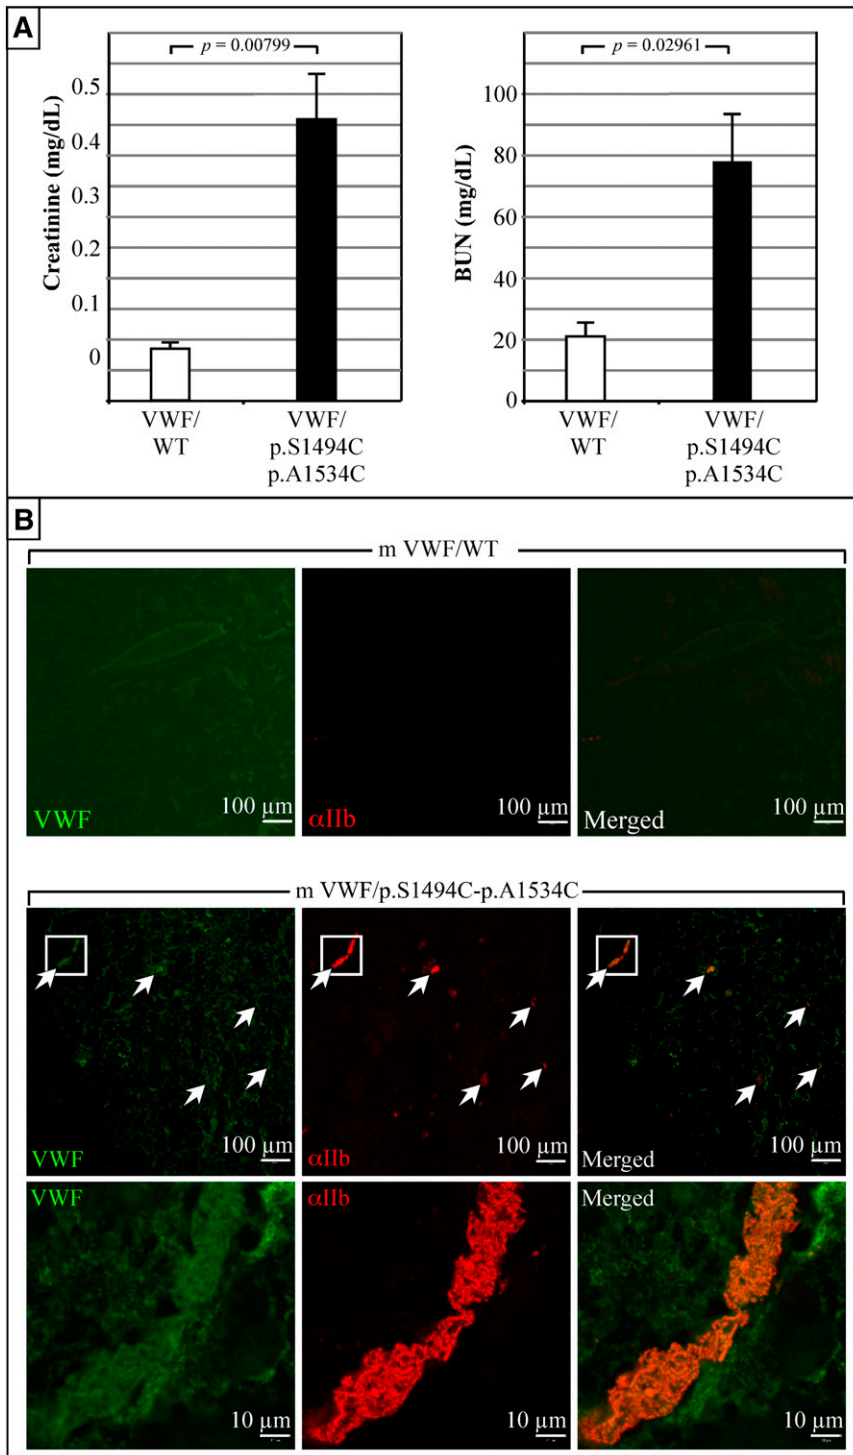 A
p = 0.00799
Creatinine (mg/dL)
0.5
0.4
0.3
0.2
0.1
0
VWF/
WT
VWF/
p.S1494C
p.A1534C
p = 0.02961
BUN (mg/dL)
100
80
60
40
20
0
VWF/
WT
VWF/
p.S1494C
p.A1534C
B
m VWF/WT
VWF
100 µm
αIIb
100 µm
Merged
100 µm
m VWF/p.S1494C-p.A1534C
VWF
100 µm
αIIb
100 µm
Merged
100 µm
VWF
10 µm
αIIb
10 µm
Merged
10 µm